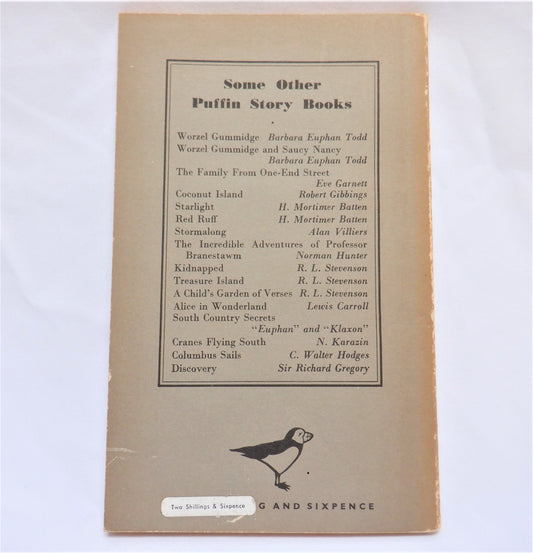 Some Other
Puffin Story Books
Worzel Gummidge Barbara Euphan Todd
Worzel Gummidge and Saucy Nancy
Barbara Euphan Todd
The Family From One-End Street
Eve Garnett
Coconut Island Robert Gibbings
Starlight H. Mortimer Batten
Red Ruff H. Mortimer Batten
Stormalong Alan Villiers
The Incredible Adventures of Professor
Branestawm Norman Hunter
Kidnapped R. L. Stevenson
Treasure Island R. L. Stevenson
A Child's Garden of Verses R. L. Stevenson
Alice in Wonderland Lewis Carroll
South Country Secrets
"Euphan" and "Klaxon"
Cranes Flying South N. Karazin
Columbus Sails C. Walter Hodges
Discovery Sir Richard Gregory
Two Shillings & Sixpence G AND SIXPENCE